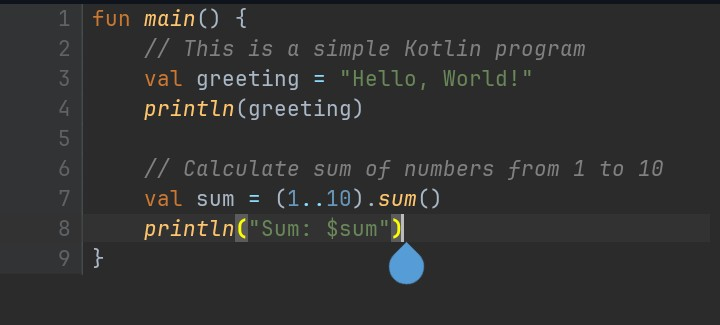 1 fun main() {
2     // This is a simple Kotlin program
3     val greeting = "Hello, World!"
4     println(greeting)
5
6     // Calculate sum of numbers from 1 to 10
7     val sum = (1..10).sum()
8     println("Sum: $sum")
9 }